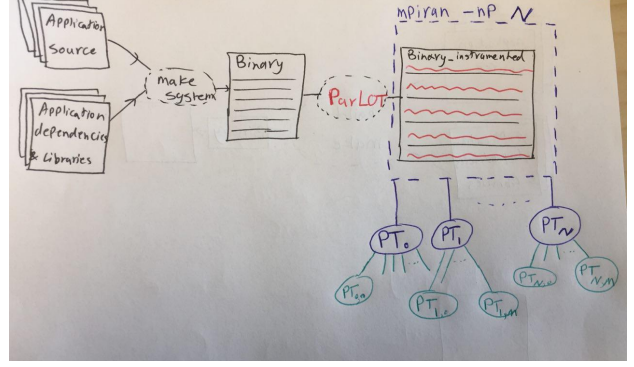 Application
Source
Application
dependencies
& Libraries
make
system
Binary
ParLOT
mpirun -np N
Binary_instrumented
PT0
PT1
PTN
PT0,0
PT1,0
PT1,M
PTN,0
PTN,M